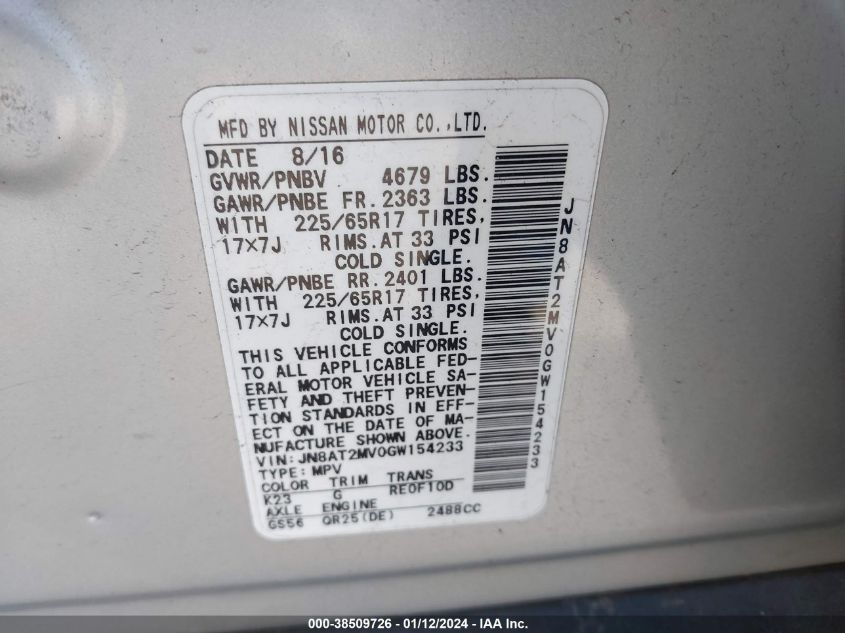 MFD BY NISSAN MOTOR CO.,LTD.
DATE 8/16
GVWR/PNBV 4679 LBS.
GAWR/PNBE FR. 2363 LBS.
WITH 225/65R17 TIRES,
17×7J RIMS. AT 33 PSI
COLD SINGLE.
GAWR/PNBE RR. 2401 LBS.
WITH 225/65R17 TIRES,
17×7J RIMS. AT 33 PSI
COLD SINGLE.
THIS VEHICLE CONFORMS
TO ALL APPLICABLE FED-
ERAL MOTOR VEHICLE SA-
FETY AND THEFT PREVEN-
TION STANDARDS IN EFF-
ECT ON THE DATE OF MA-
NUFACTURE SHOWN ABOVE.
VIN: JN8AT2MV0GW154233
TYPE: MPV
COLOR TRIM TRANS
K23 G RE0F10D
AXLE ENGINE
GS56 QR25(DE) 2488CC
JN8AT2MV0GW154233
000-38509726 - 01/12/2024 - IAA Inc.